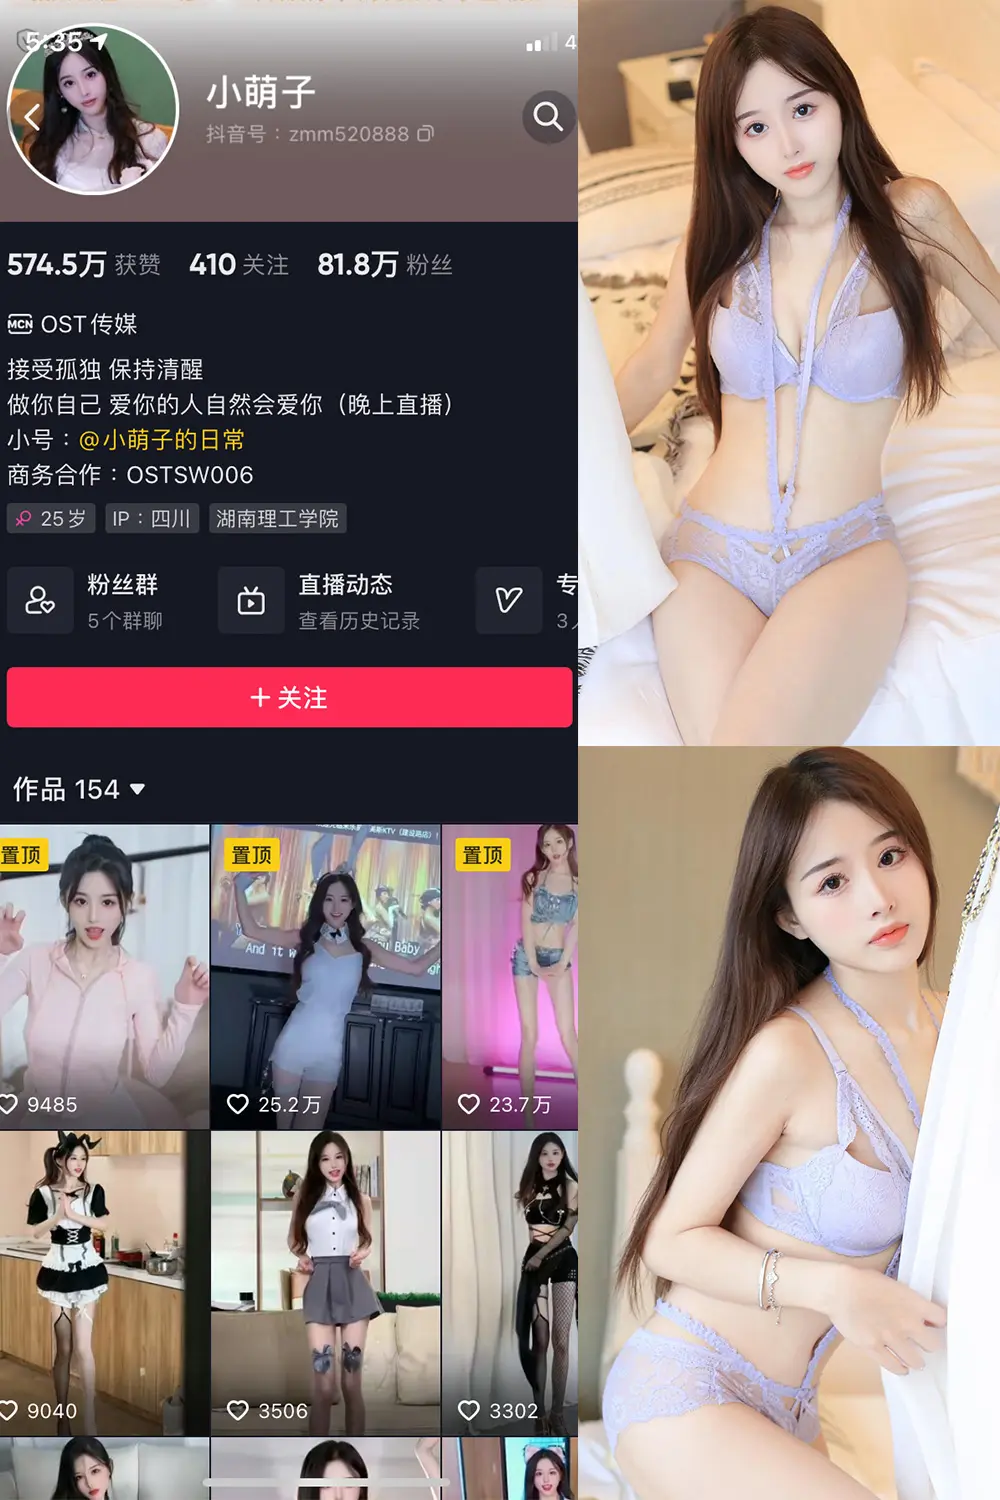 5:35
4
小萌子
抖音号：zmm520888
574.5万 获赞 410 关注 81.8万 粉丝
MCN OST传媒
接受孤独 保持清醒
做你自己 爱你的人自然会爱你（晚上直播）
小号：@小萌子的日常
商务合作：OSTSW006
25岁 IP：四川 湖南理工学院
粉丝群 直播动态 专
5个群聊 查看历史记录 3
+ 关注
作品 154
置顶 置顶 置顶
And it w
u Baby
9485 25.2万 23.7万
9040 3506 3302